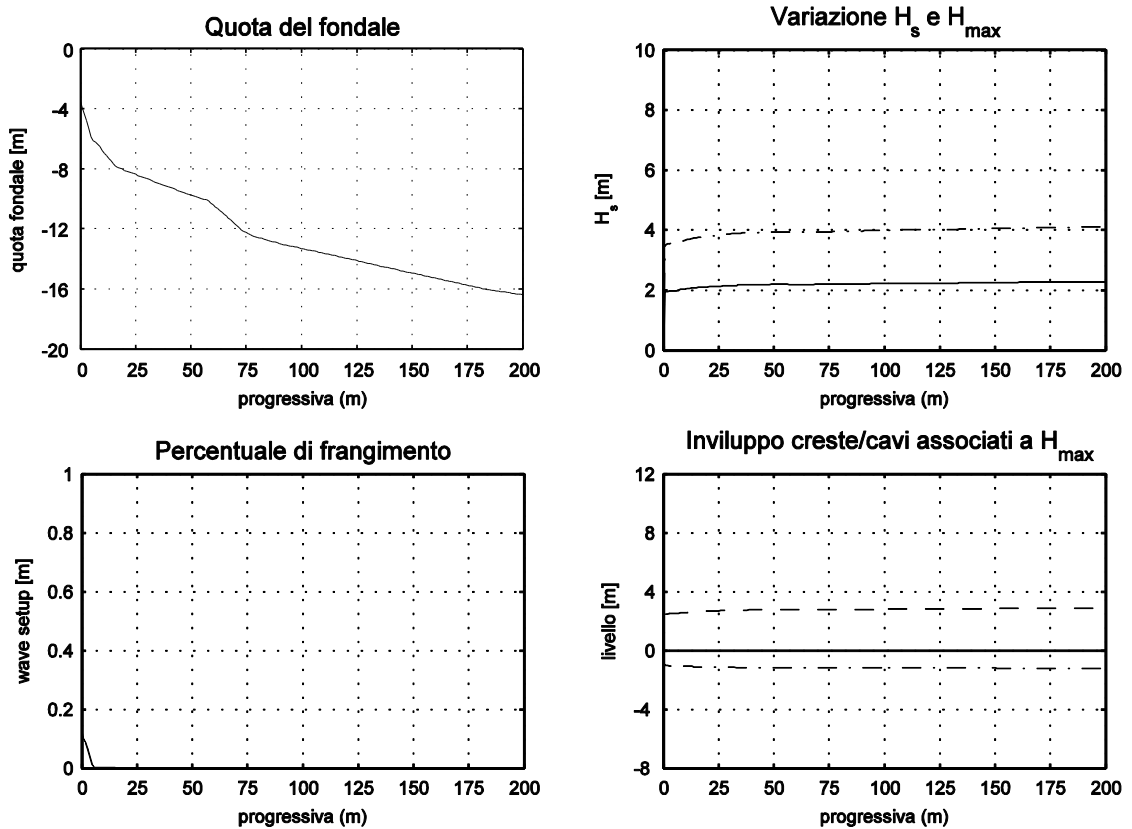 Quota del fondale
0
-4
-8
-12
-16
-20
quota fondale [m]
0 25 50 75 100 125 150 175 200
progressiva (m)
Variazione H_s e H_max
10
8
6
4
2
0
H_s [m]
0 25 50 75 100 125 150 175 200
progressiva (m)
Percentuale di frangimento
1
0.8
0.6
0.4
0.2
0
wave setup [m]
0 25 50 75 100 125 150 175 200
progressiva (m)
Inviluppo creste/cavi associati a H_max
12
8
4
0
-4
-8
livello [m]
0 25 50 75 100 125 150 175 200
progressiva (m)